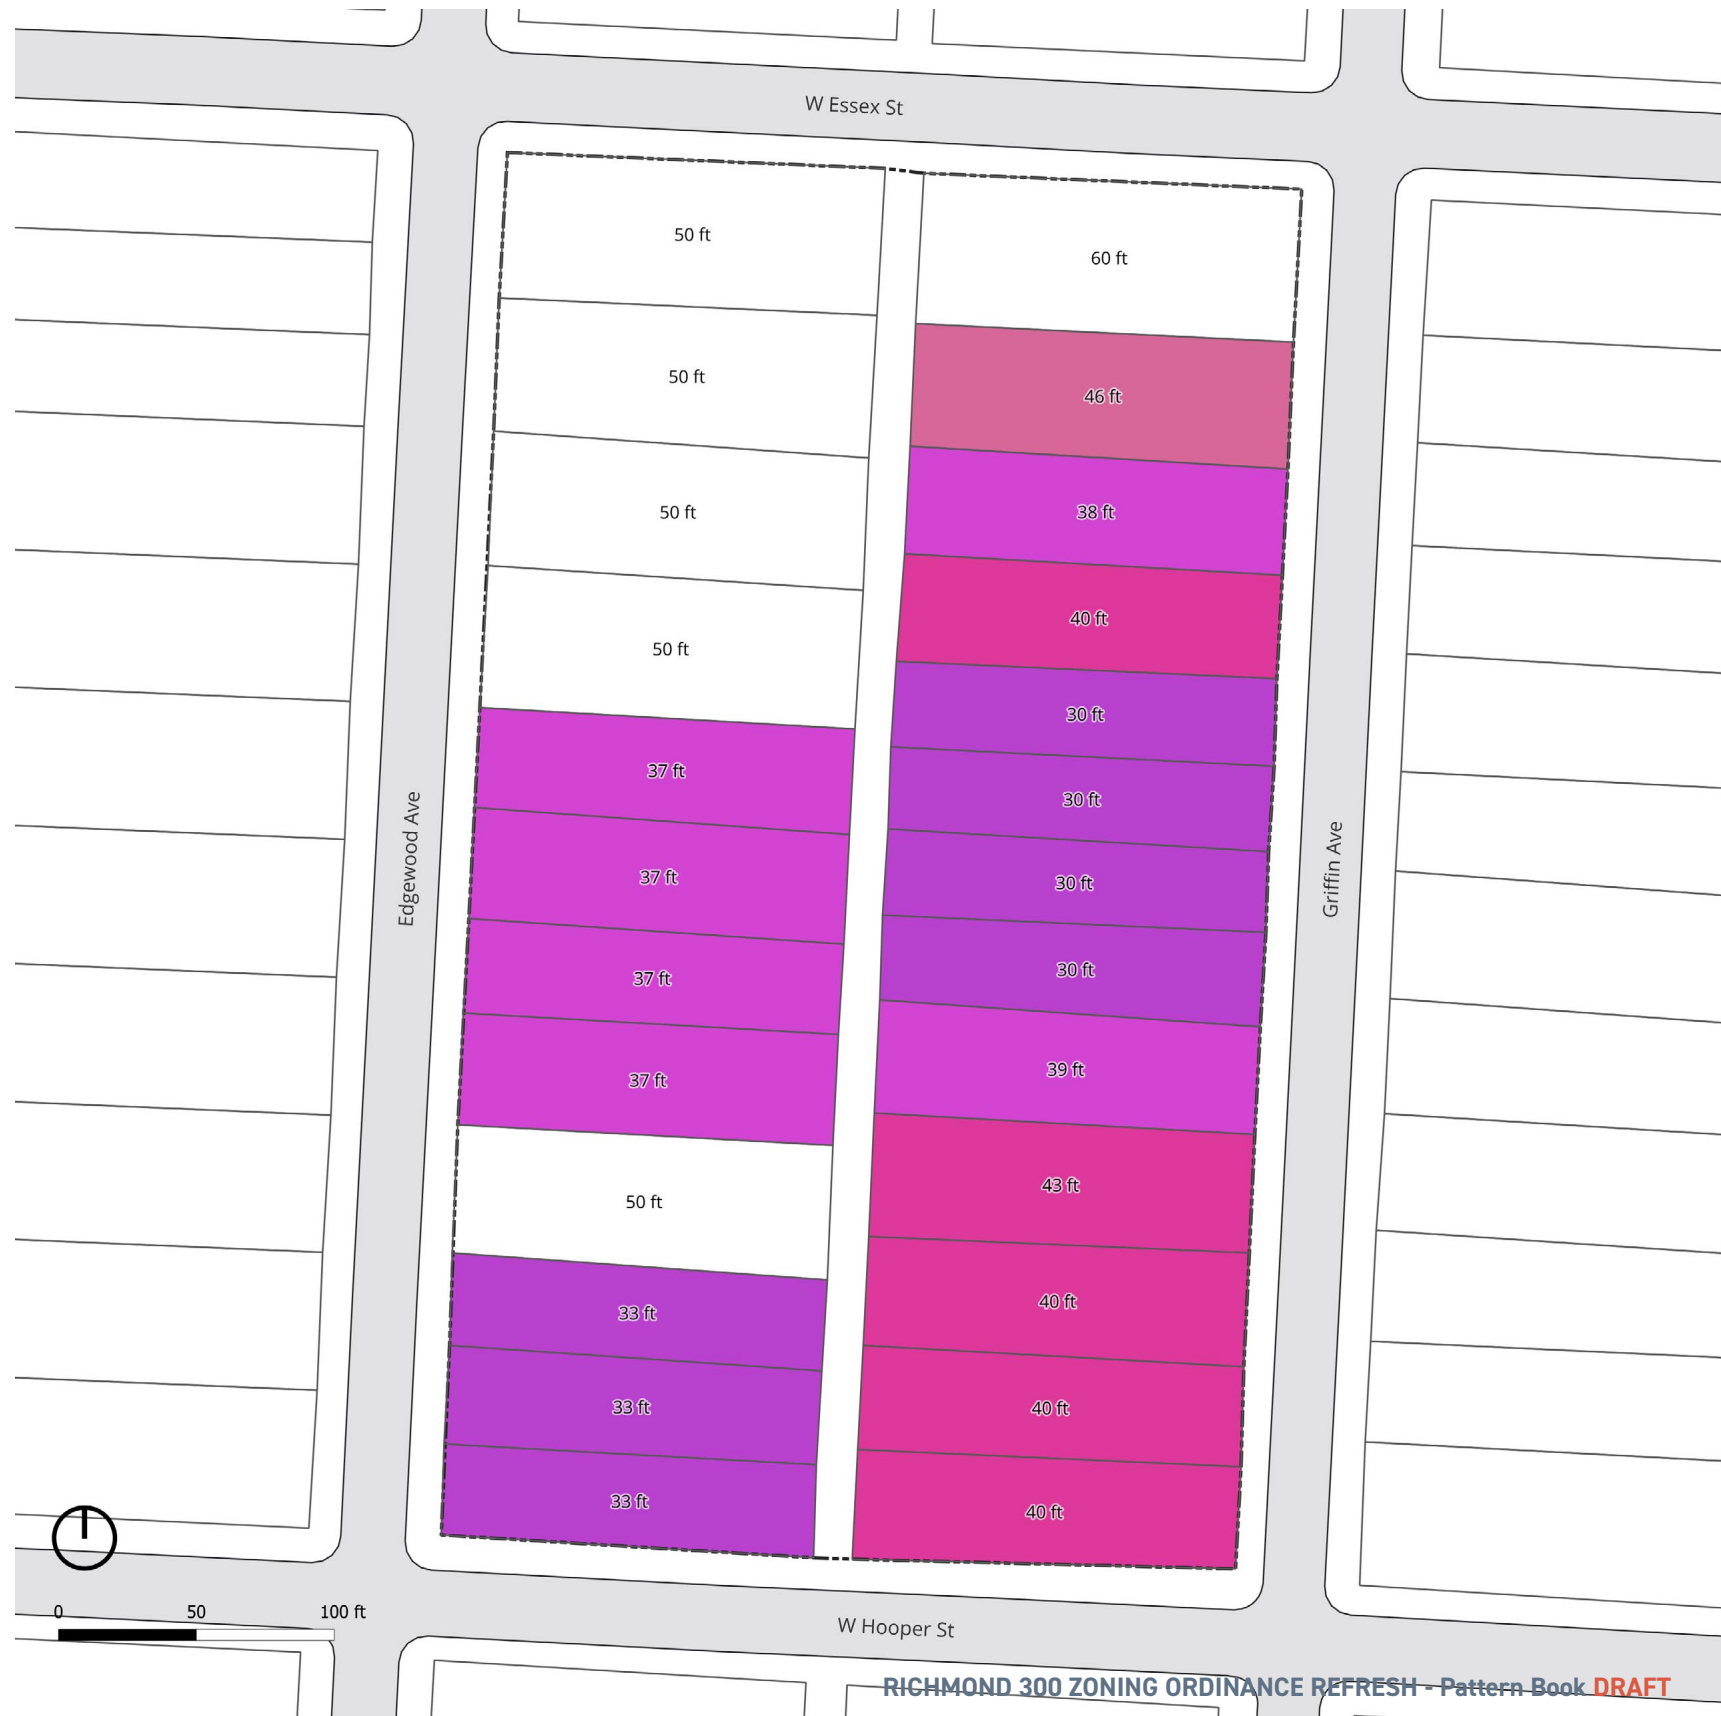 W Essex St
50 ft
60 ft
50 ft
46 ft
50 ft
38 ft
50 ft
40 ft
37 ft
30 ft
37 ft
30 ft
37 ft
30 ft
37 ft
30 ft
50 ft
39 ft
33 ft
43 ft
33 ft
40 ft
33 ft
40 ft
40 ft
Edgewood Ave
Griffin Ave
0 50 100 ft
W Hooper St
RICHMOND 300 ZONING ORDINANCE REFRESH - Pattern Book DRAFT